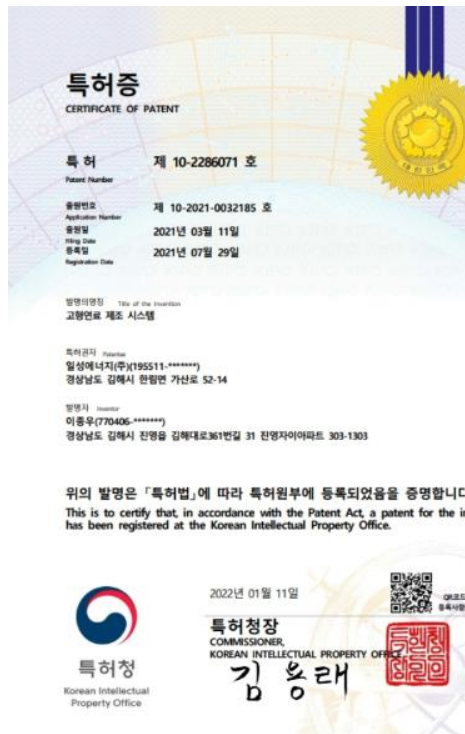 특허증
CERTIFICATE OF PATENT
특 허 제 10-2286071 호
Patent Number
출원번호 제 10-2021-0032185 호
Application Number
출원일 2021년 03월 11일
Filing Date
등록일 2021년 07월 29일
Registration Date
발명의명칭 Title of the Invention
고형연료 제조 시스템
특허권자 Patentee
일성에너지(주)(195511-*******)
경상남도 김해시 한림면 가산로 52-14
발명자 Inventor
이종우(770406-*******)
경상남도 김해시 진영읍 김해대로361번길 31 진영자이아파트 303-1303
위의 발명은 「특허법」에 따라 특허원부에 등록되었음을 증명합니다
This is to certify that, in accordance with the Patent Act, a patent for the in
has been registered at the Korean Intellectual Property Office.
2022년 01월 11일
QR코드
등록사항
특허청장
COMMISSIONER,
KOREAN INTELLECTUAL PROPERTY OFFICE
김용래
특허청
Korean Intellectual
Property Office